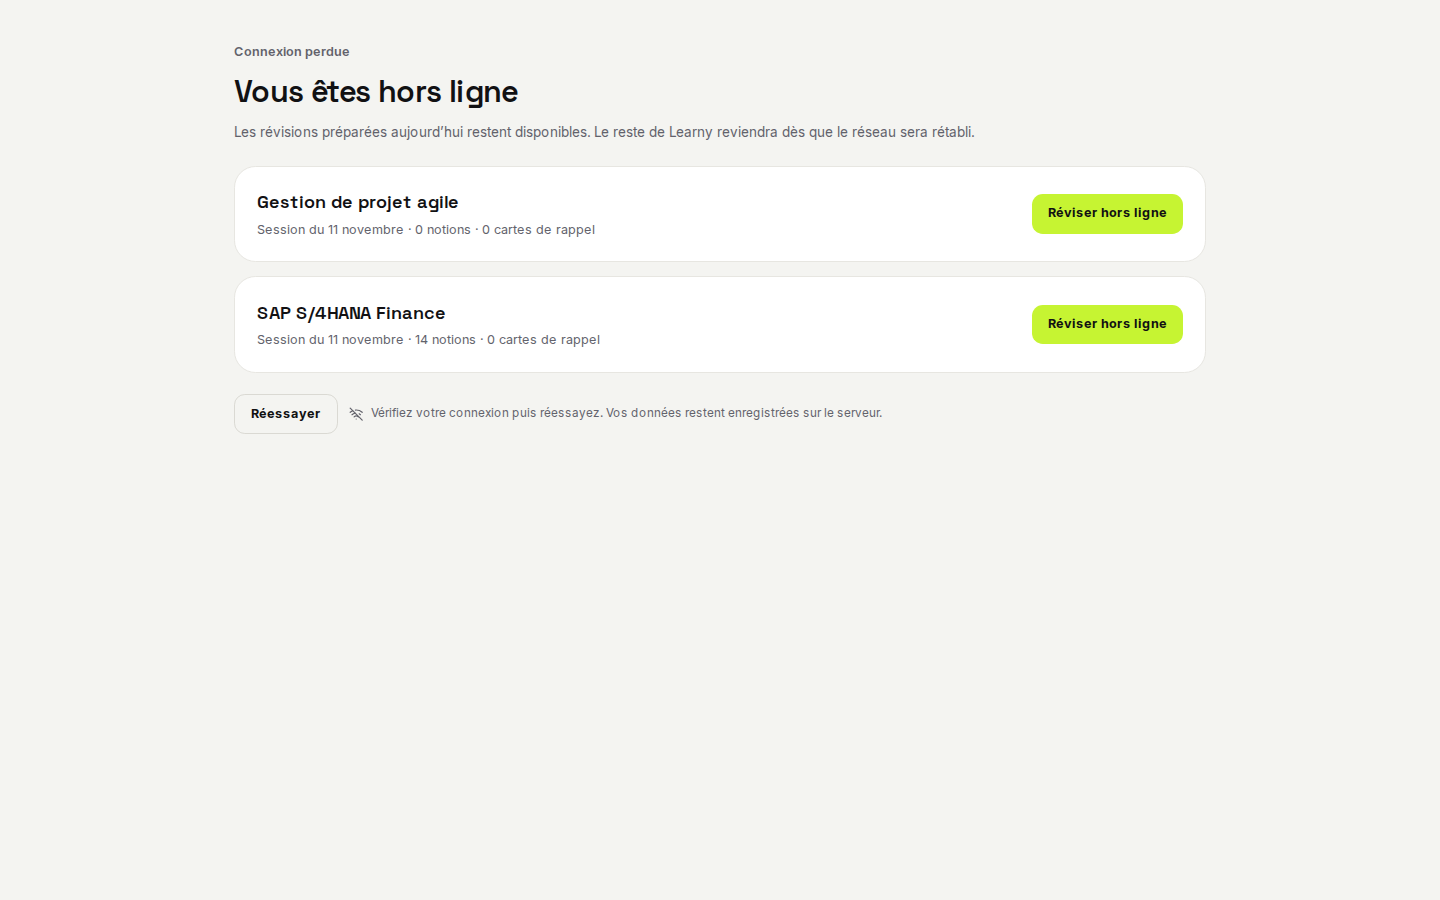 Connexion perdue
Vous êtes hors ligne
Les révisions préparées aujourd’hui restent disponibles. Le reste de Learny reviendra dès que le réseau sera rétabli.
Gestion de projet agile
Session du 11 novembre · 0 notions · 0 cartes de rappel
Réviser hors ligne
SAP S/4HANA Finance
Session du 11 novembre · 14 notions · 0 cartes de rappel
Réviser hors ligne
Réessayer
Vérifiez votre connexion puis réessayez. Vos données restent enregistrées sur le serveur.